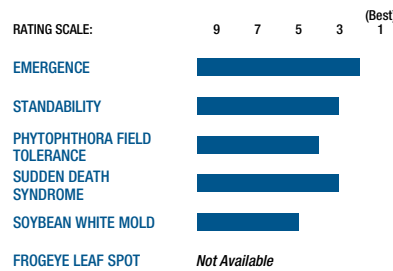 (Best)
RATING SCALE: 9 7 5 3 1
EMERGENCE
STANDABILITY
PHYTOPHTHORA FIELD
TOLERANCE
SUDDEN DEATH
SYNDROME
SOYBEAN WHITE MOLD
FROGEYE LEAF SPOT Not Available